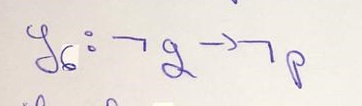 y₆: ¬q → ¬p